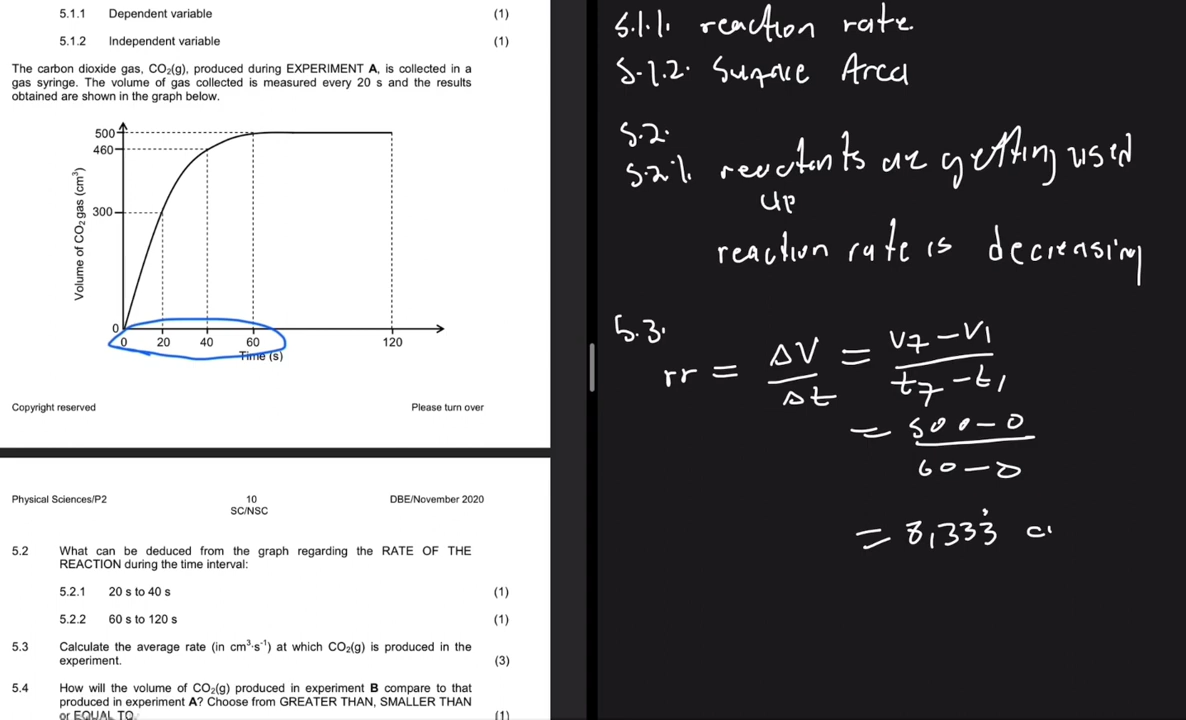 5.1.1 Dependent variable (1)
5.1.2 Independent variable (1)
The carbon dioxide gas, CO₂(g), produced during EXPERIMENT A, is collected in a
gas syringe. The volume of gas collected is measured every 20 s and the results
obtained are shown in the graph below.
Volume of CO₂ gas (cm³)
500
460
300
0
0 20 40 60 120
Time (s)
Copyright reserved Please turn over
Physical Sciences/P2 10 DBE/November 2020
SC/NSC
5.2 What can be deduced from the graph regarding the RATE OF THE
REACTION during the time interval:
5.2.1 20 s to 40 s (1)
5.2.2 60 s to 120 s (1)
5.3 Calculate the average rate (in cm³·s⁻¹) at which CO₂(g) is produced in the
experiment. (3)
5.4 How will the volume of CO₂(g) produced in experiment B compare to that
produced in experiment A? Choose from GREATER THAN, SMALLER THAN
or EQUAL TO. (1)
5.1.1. reaction rate.
5.1.2. Surface Area
5.2.
5.2.1. reactants are getting used
up
reaction rate is decreasing
5.3.
rr = ΔV/Δt = V7-V1/t7-t1
= 500-0/60-0
= 8,333̇ c